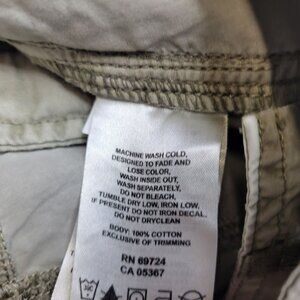 MACHINE WASH COLD,
DESIGNED TO FADE AND
LOSE COLOR,
WASH INSIDE OUT,
WASH SEPARATELY,
DO NOT BLEACH,
TUMBLE DRY LOW, IRON LOW.
IF PRESENT DO NOT IRON DECAL,
DO NOT DRYCLEAN
BODY: 100% COTTON
EXCLUSIVE OF TRIMMING
RN 69724
CA 05367
30C